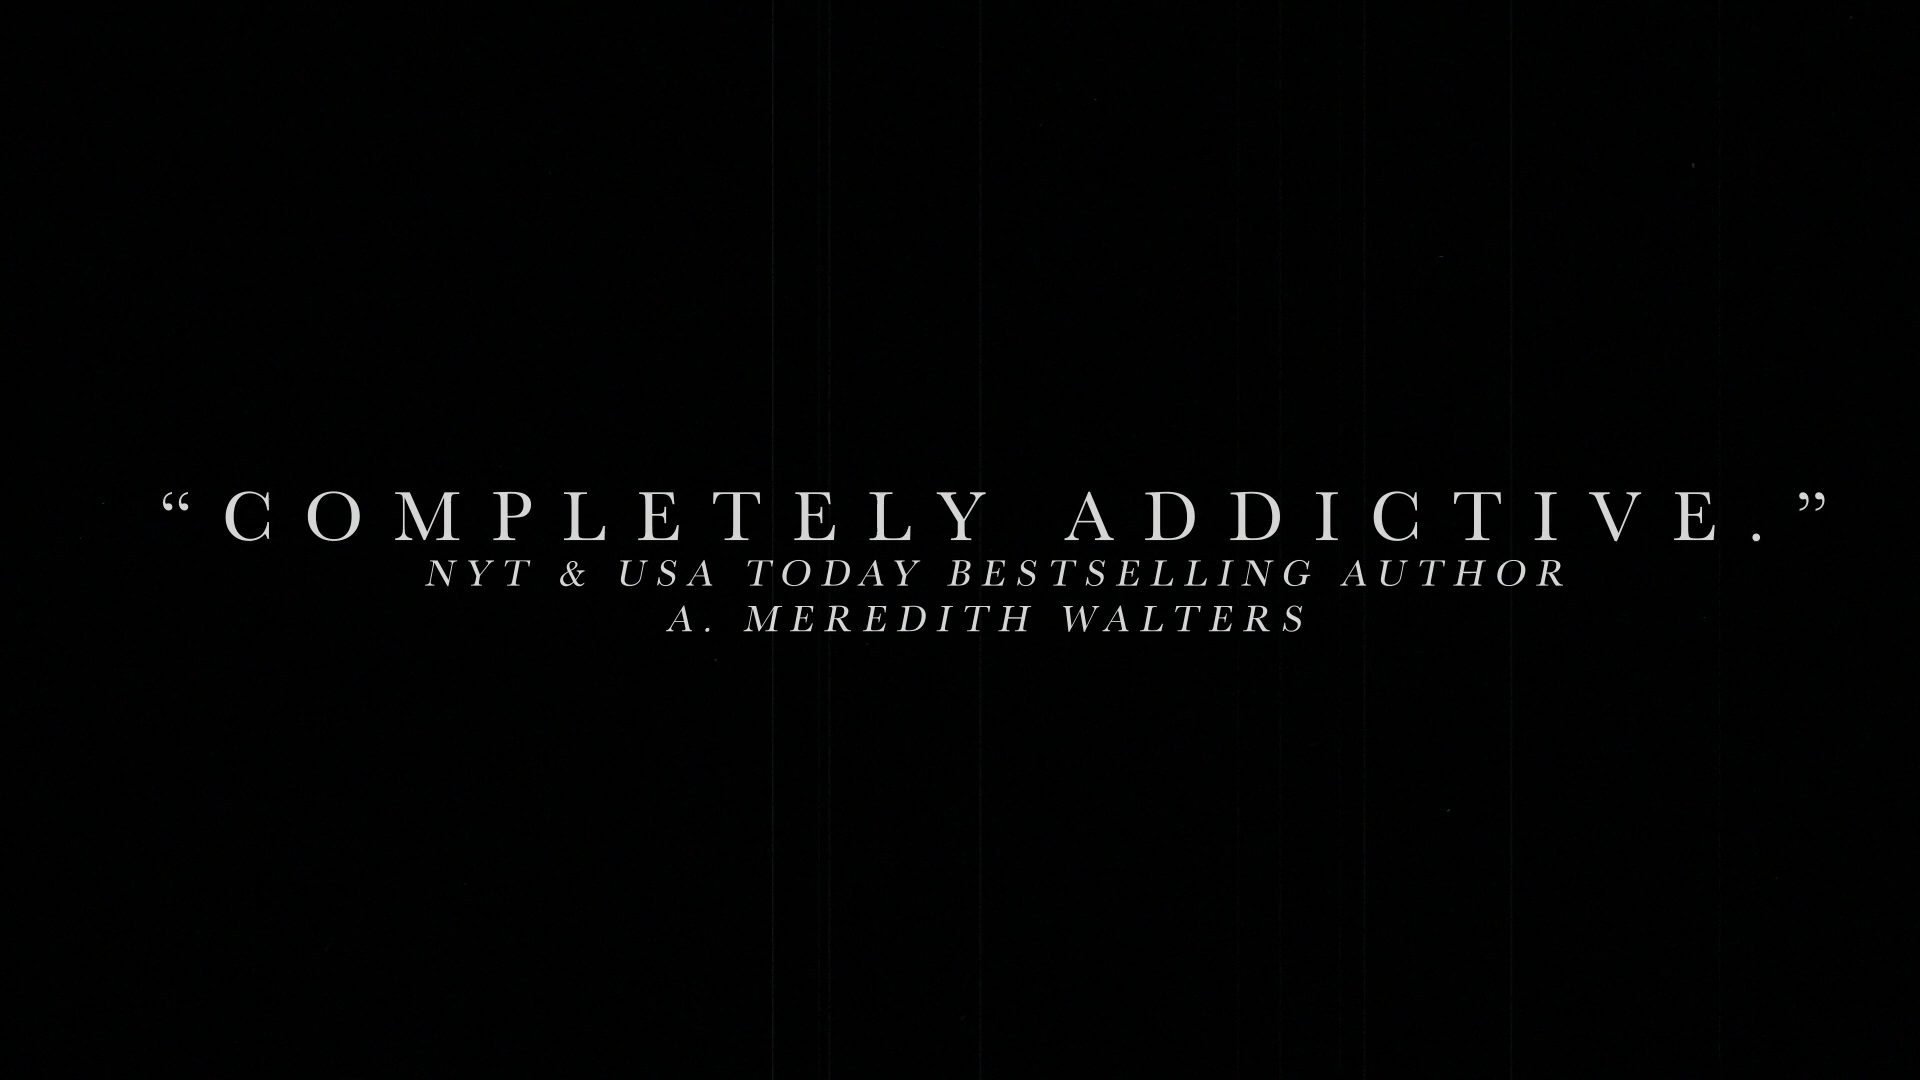 “COMPLETELY ADDICTIVE.”
NYT & USA TODAY BESTSELLING AUTHOR
A. MEREDITH WALTERS